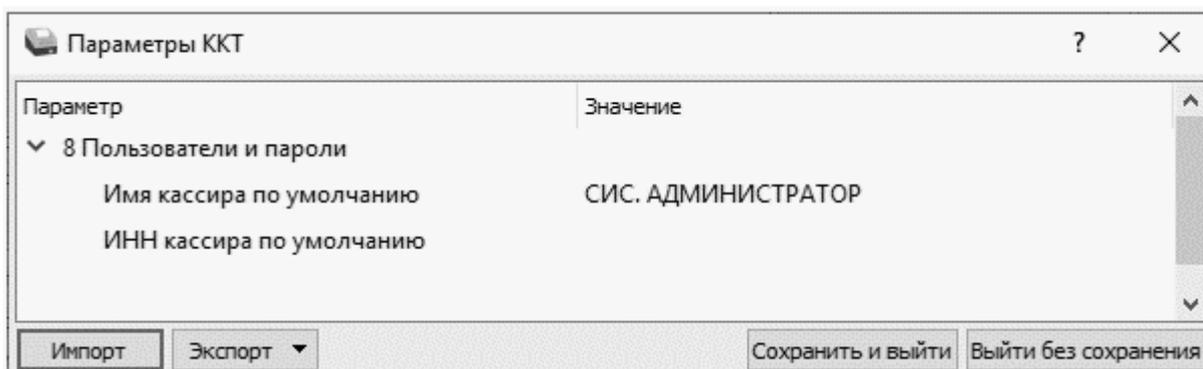 Параметры ККТ ?
Параметр Значение
8 Пользователи и пароли
Имя кассира по умолчанию СИС. АДМИНИСТРАТОР
ИНН кассира по умолчанию
Импорт Экспорт Сохранить и выйти Выйти без сохранения